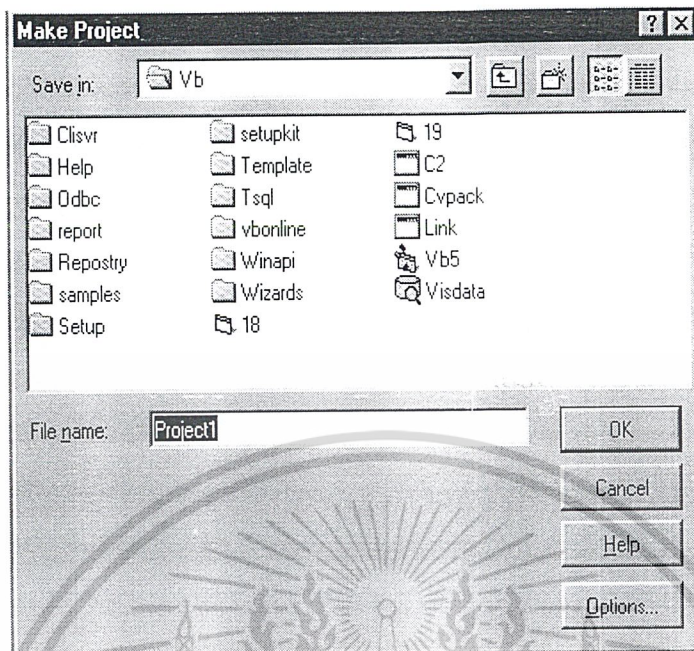 Make Project
Save in: Vb
Clisvr
Help
Odbc
report
Repostry
samples
Setup
setupkit
Template
Tsql
vbonline
Winapi
Wizards
18
19
C2
Cvpack
Link
Vb5
Visdata
File name: Project1
OK
Cancel
Help
Options...